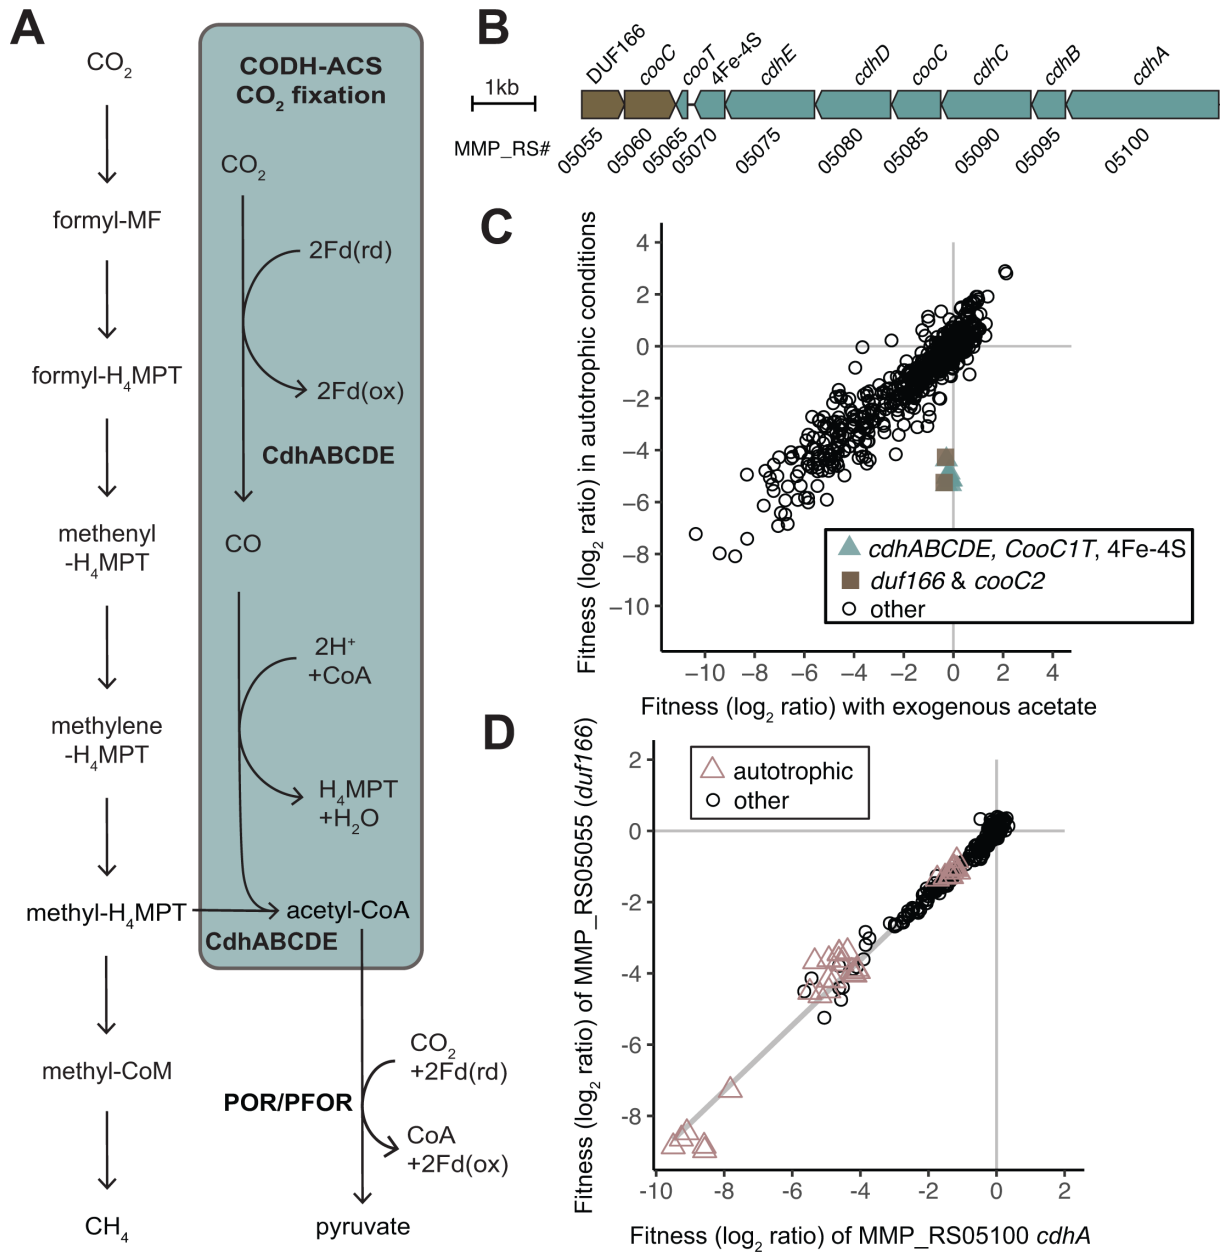 A
CO2
formyl-MF
formyl-H4MPT
methenyl
-H4MPT
methylene
-H4MPT
methyl-H4MPT
methyl-CoM
CH4
CODH-ACS
CO2 fixation
CO2
2Fd(rd)
2Fd(ox)
CdhABCDE
CO
2H+
+CoA
H4MPT
+H2O
acetyl-CoA
CdhABCDE
CO2
+2Fd(rd)
POR/PFOR
CoA
+2Fd(ox)
pyruvate
B
1kb
DUF166
cooC
cooT
4Fe-4S
cdhE
cdhD
cooC
cdhC
cdhB
cdhA
MMP_RS#
05055
05060
05065
05070
05075
05080
05085
05090
05095
05100
C
Fitness (log2 ratio) in autotrophic conditions
4
2
0
−2
−4
−6
−8
−10
cdhABCDE, CooC1T, 4Fe-4S
duf166 & cooC2
other
−10 −8 −6 −4 −2 0 2 4
Fitness (log2 ratio) with exogenous acetate
D
Fitness (log2 ratio) of MMP_RS05055 (duf166)
autotrophic
other
2
0
-2
-4
-6
-8
-10 -8 -6 -4 -2 0 2
Fitness (log2 ratio) of MMP_RS05100 cdhA